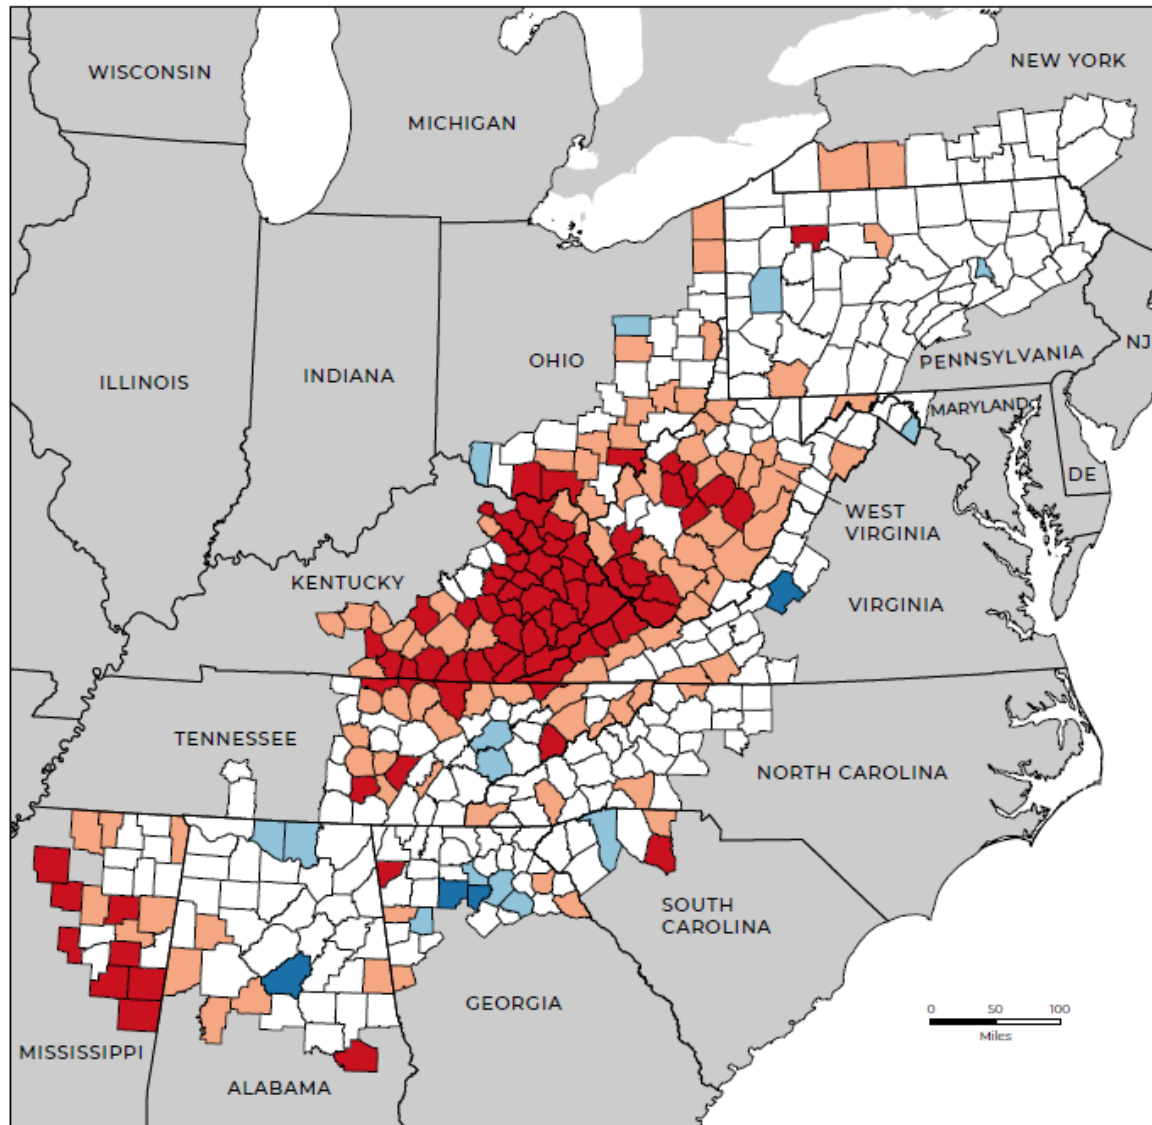 NEW YORK
WISCONSIN
MICHIGAN
PENNSYLVANIA
NJ
OHIO
ILLINOIS
INDIANA
MARYLAND
DE
WEST
VIRGINIA
KENTUCKY
VIRGINIA
TENNESSEE
NORTH CAROLINA
SOUTH
CAROLINA
GEORGIA
0 50 100
Miles
MISSISSIPPI
ALABAMA